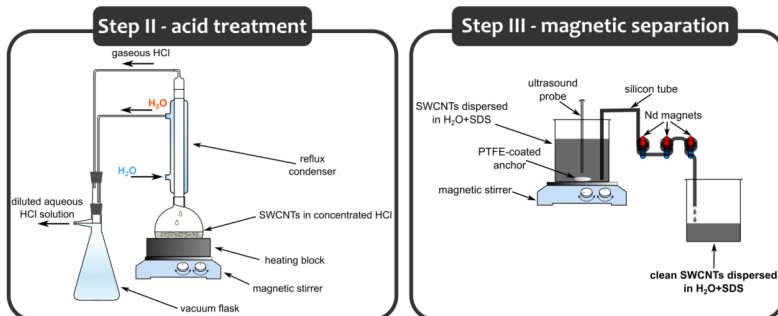 Step II - acid treatment
gaseous HCl
H₂O
H₂O
reflux
condenser
diluted aqueous
HCl solution
SWCNTs in concentrated HCl
heating block
magnetic stirrer
vacuum flask
Step III - magnetic separation
ultrasound
probe
silicon tube
SWCNTs dispersed
in H₂O+SDS
Nd magnets
PTFE-coated
anchor
magnetic stirrer
clean SWCNTs dispersed
in H₂O+SDS